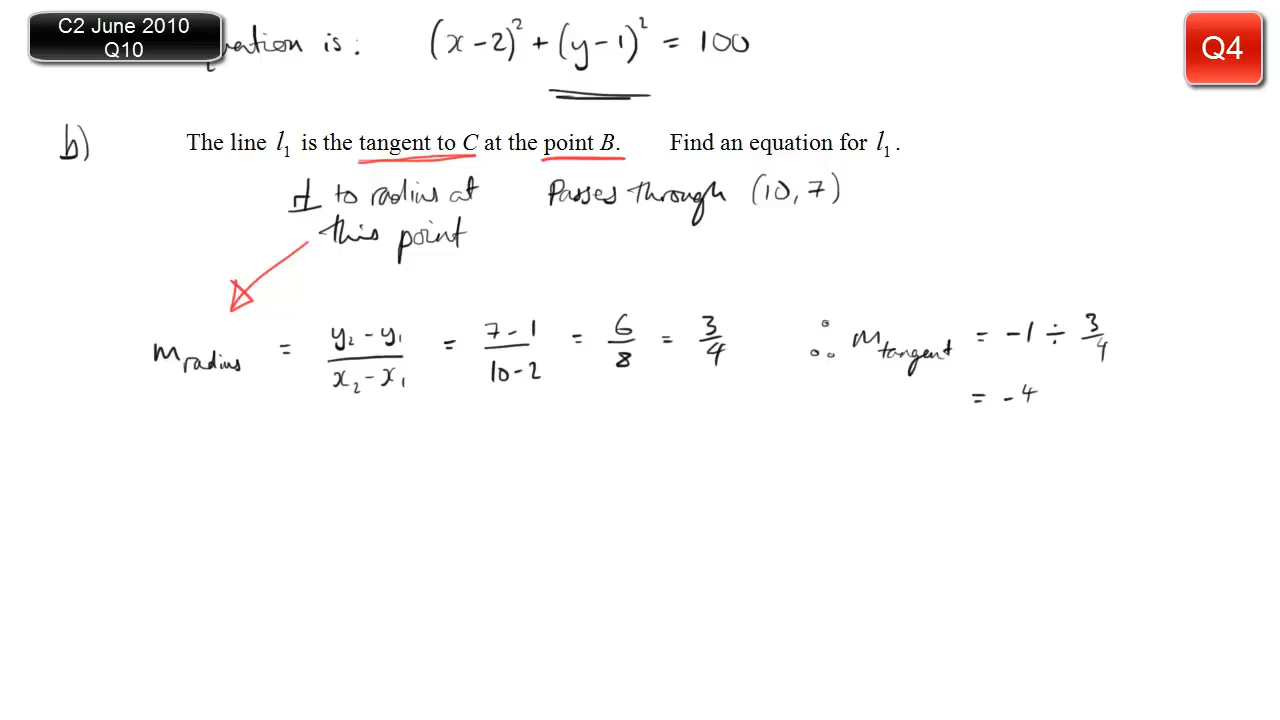 C2 June 2010
Q10
Q4
uation is: (x-2)² + (y-1)² = 100
b) The line l₁ is the tangent to C at the point B. Find an equation for l₁.
⊥ to radius at this point
Passes through (10, 7)
m_radius = (y₂ - y₁)/(x₂ - x₁) = (7-1)/(10-2) = 6/8 = 3/4 ∴ m_tangent = -1 ÷ 3/4
= -4